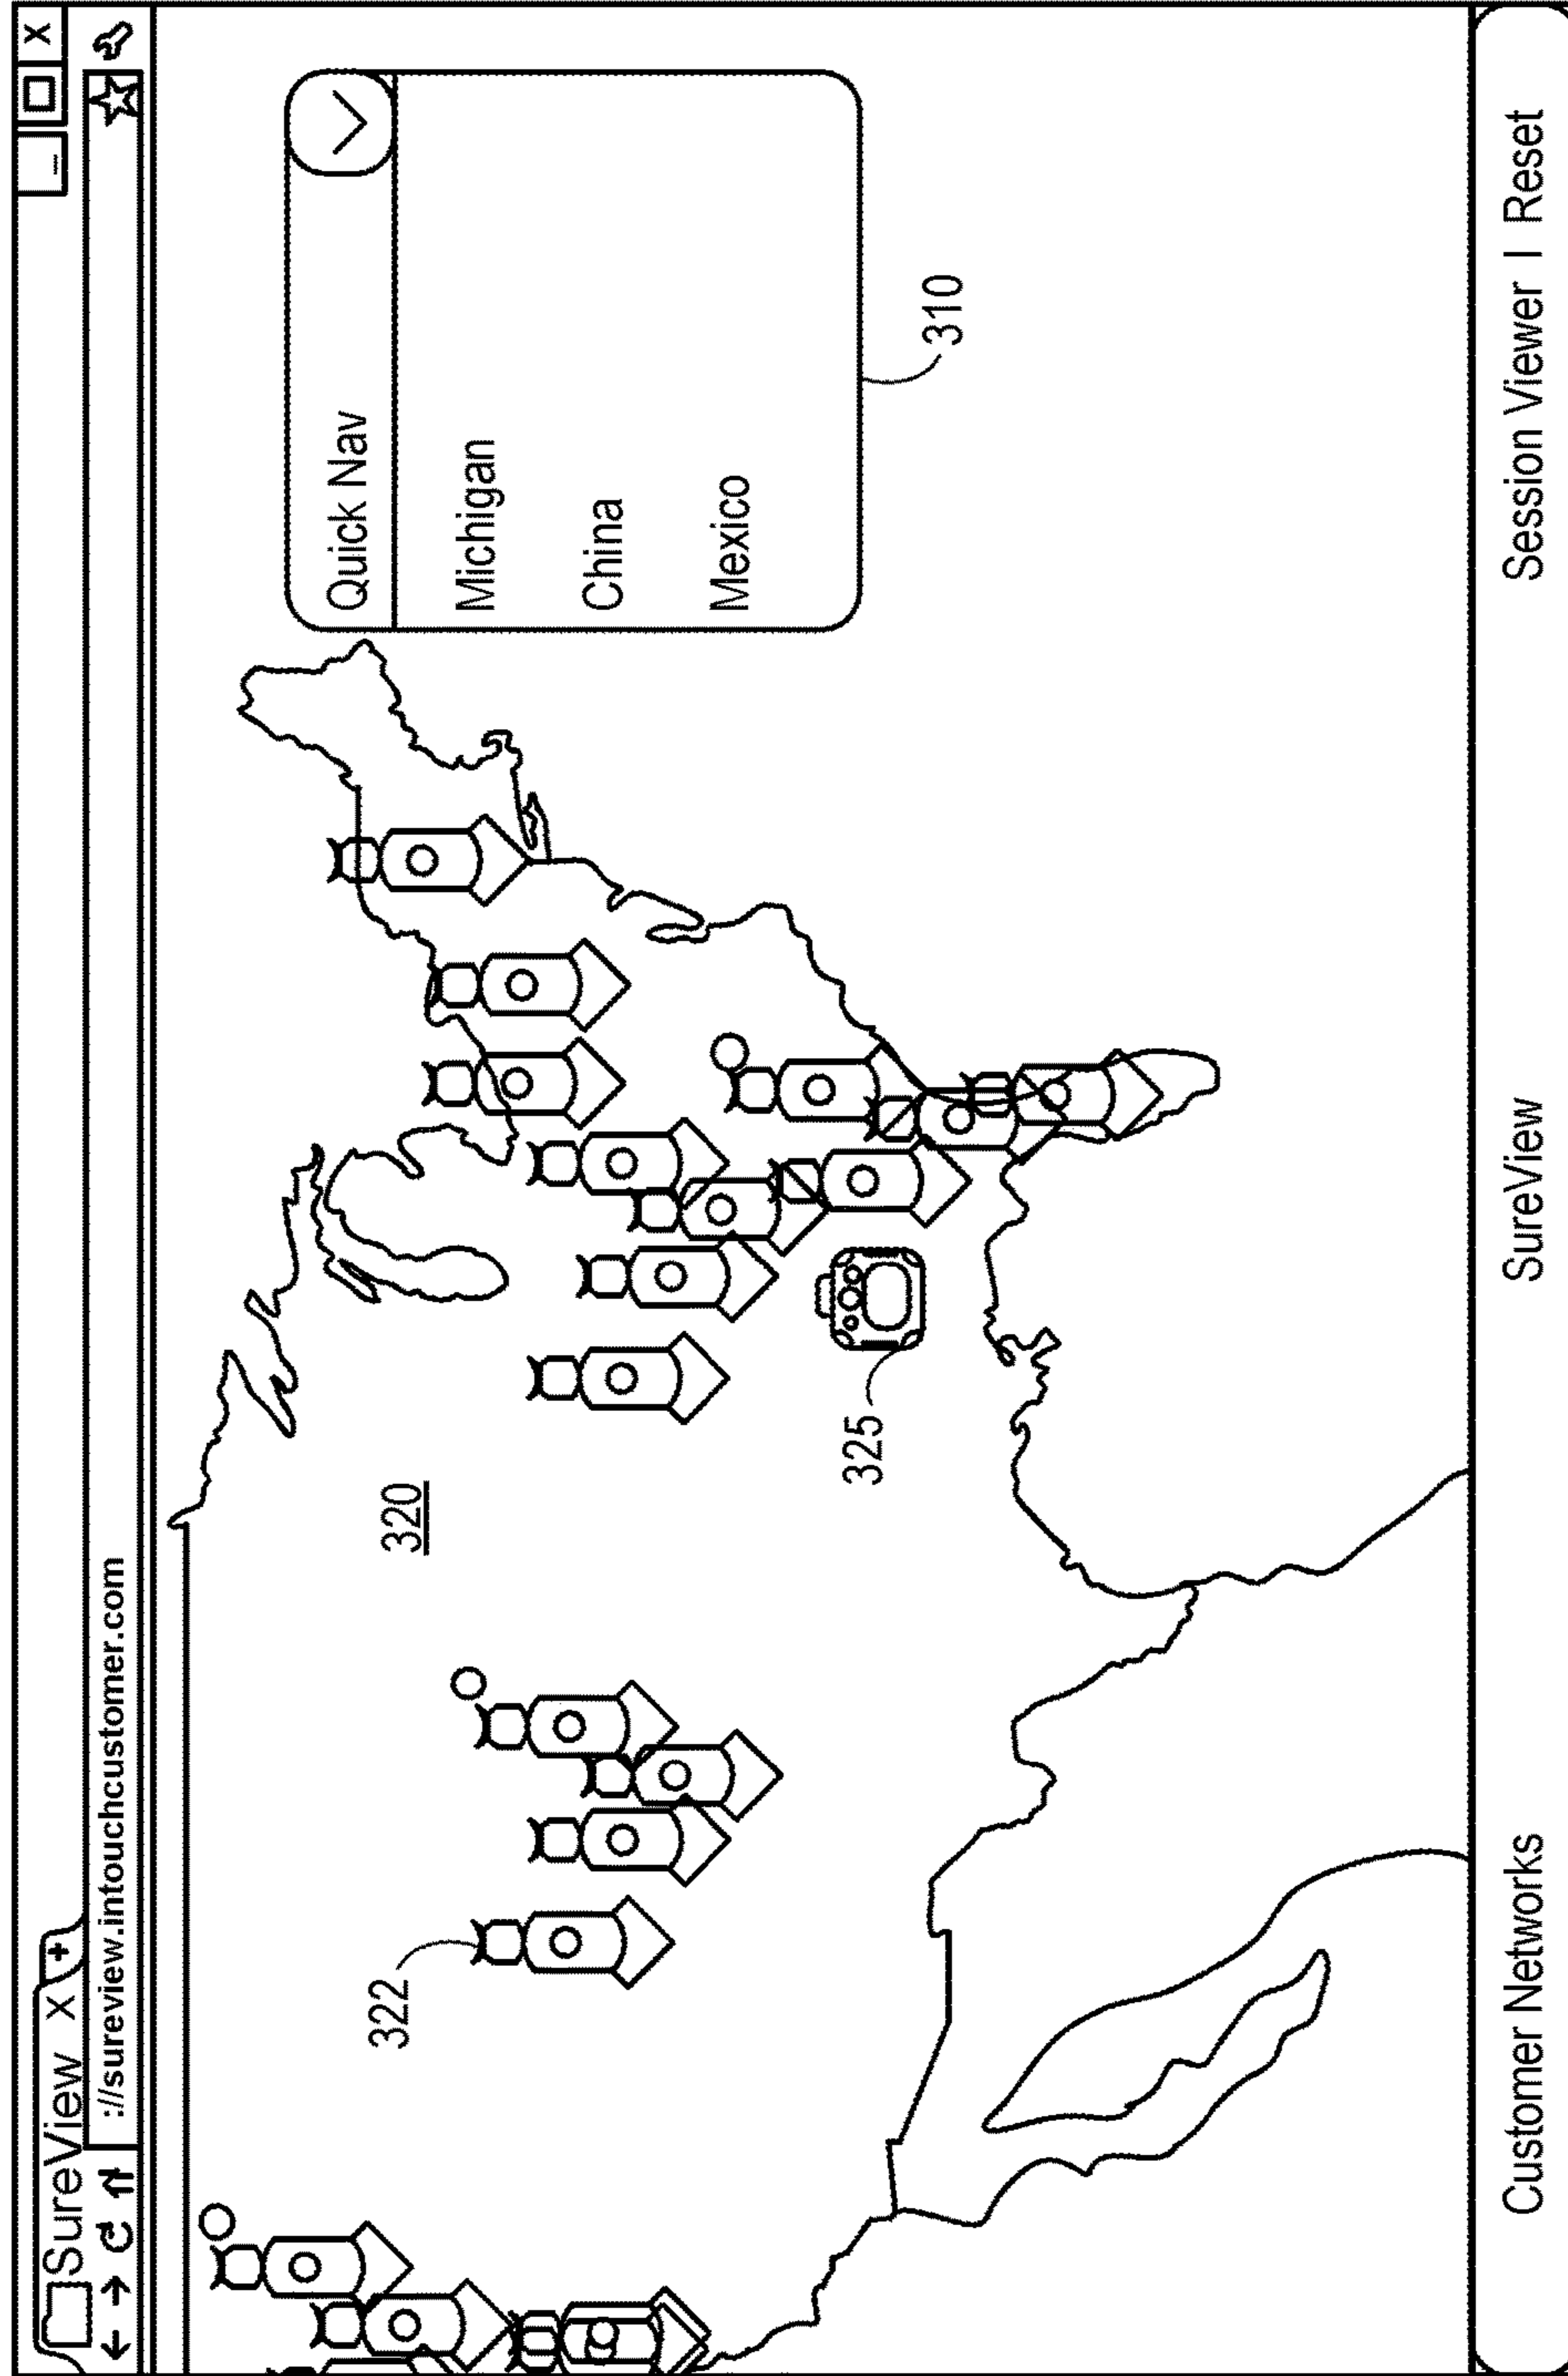 SureView X +
_ □ X
://sureview.intouchcustomer.com
Quick Nav
Michigan
China
Mexico
310
320
322
325
Customer Networks
SureView
Session Viewer | Reset